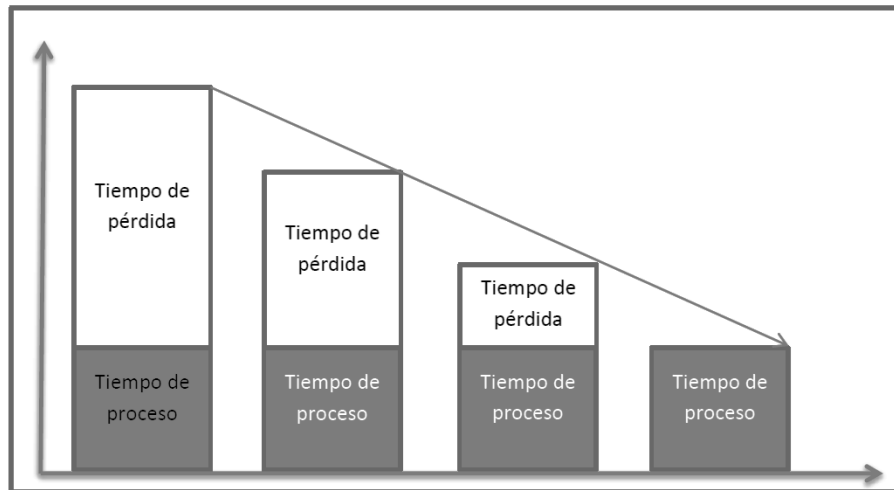 Tiempo de
pérdida
Tiempo de
pérdida
Tiempo de
pérdida
Tiempo de
proceso
Tiempo de
proceso
Tiempo de
proceso
Tiempo de
proceso